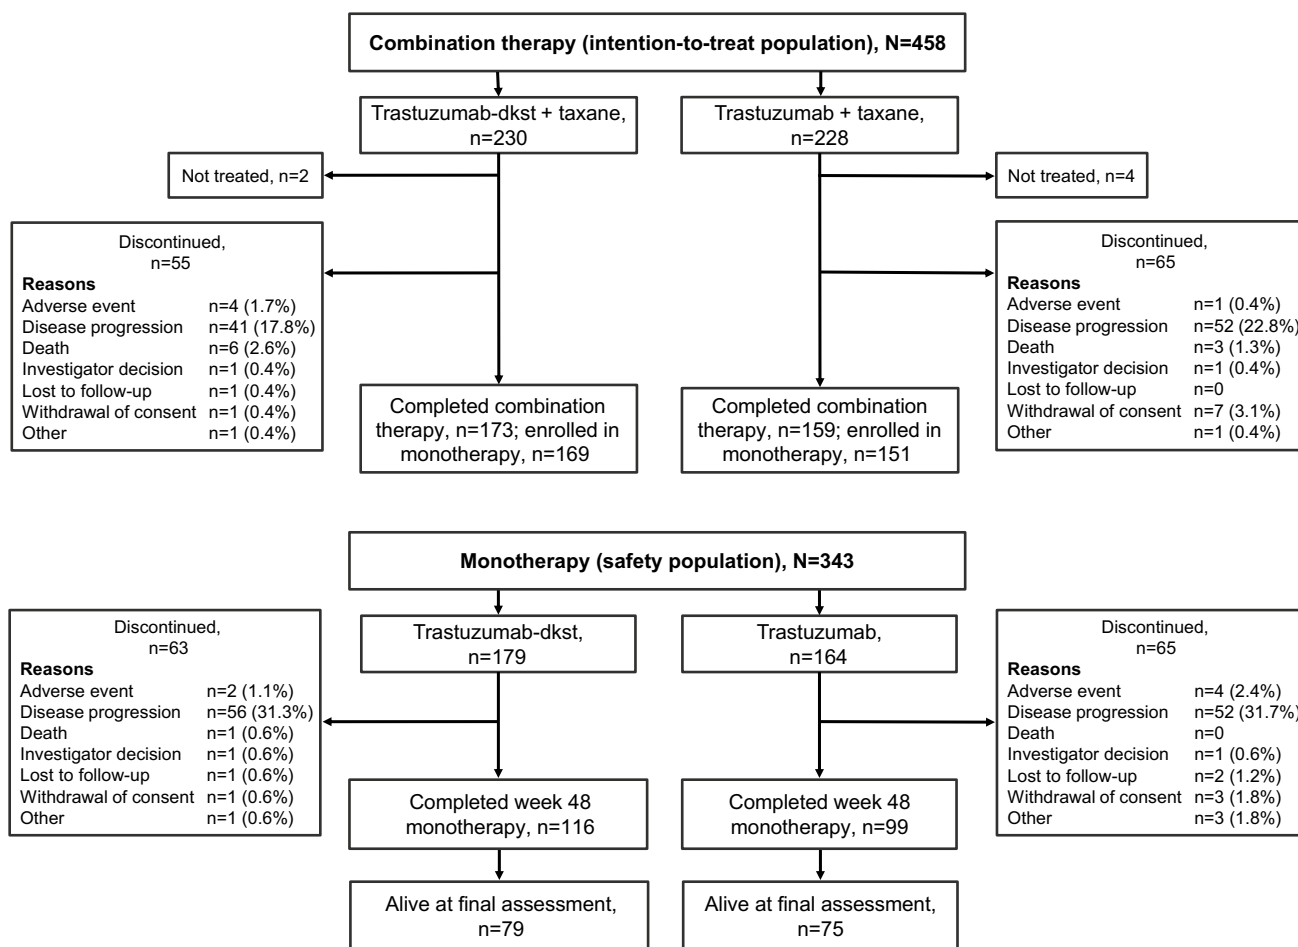 Combination therapy (intention-to-treat population), N=458
Trastuzumab-dkst + taxane,
n=230
Trastuzumab + taxane,
n=228
Not treated, n=2
Not treated, n=4
Discontinued,
n=55
Reasons
Adverse event n=4 (1.7%)
Disease progression n=41 (17.8%)
Death n=6 (2.6%)
Investigator decision n=1 (0.4%)
Lost to follow-up n=1 (0.4%)
Withdrawal of consent n=1 (0.4%)
Other n=1 (0.4%)
Discontinued,
n=65
Reasons
Adverse event n=1 (0.4%)
Disease progression n=52 (22.8%)
Death n=3 (1.3%)
Investigator decision n=1 (0.4%)
Lost to follow-up n=0
Withdrawal of consent n=7 (3.1%)
Other n=1 (0.4%)
Completed combination
therapy, n=173; enrolled in
monotherapy, n=169
Completed combination
therapy, n=159; enrolled in
monotherapy, n=151
Monotherapy (safety population), N=343
Trastuzumab-dkst,
n=179
Trastuzumab,
n=164
Discontinued,
n=63
Reasons
Adverse event n=2 (1.1%)
Disease progression n=56 (31.3%)
Death n=1 (0.6%)
Investigator decision n=1 (0.6%)
Lost to follow-up n=1 (0.6%)
Withdrawal of consent n=1 (0.6%)
Other n=1 (0.6%)
Discontinued,
n=65
Reasons
Adverse event n=4 (2.4%)
Disease progression n=52 (31.7%)
Death n=0
Investigator decision n=1 (0.6%)
Lost to follow-up n=2 (1.2%)
Withdrawal of consent n=3 (1.8%)
Other n=3 (1.8%)
Completed week 48
monotherapy, n=116
Completed week 48
monotherapy, n=99
Alive at final assessment,
n=79
Alive at final assessment,
n=75